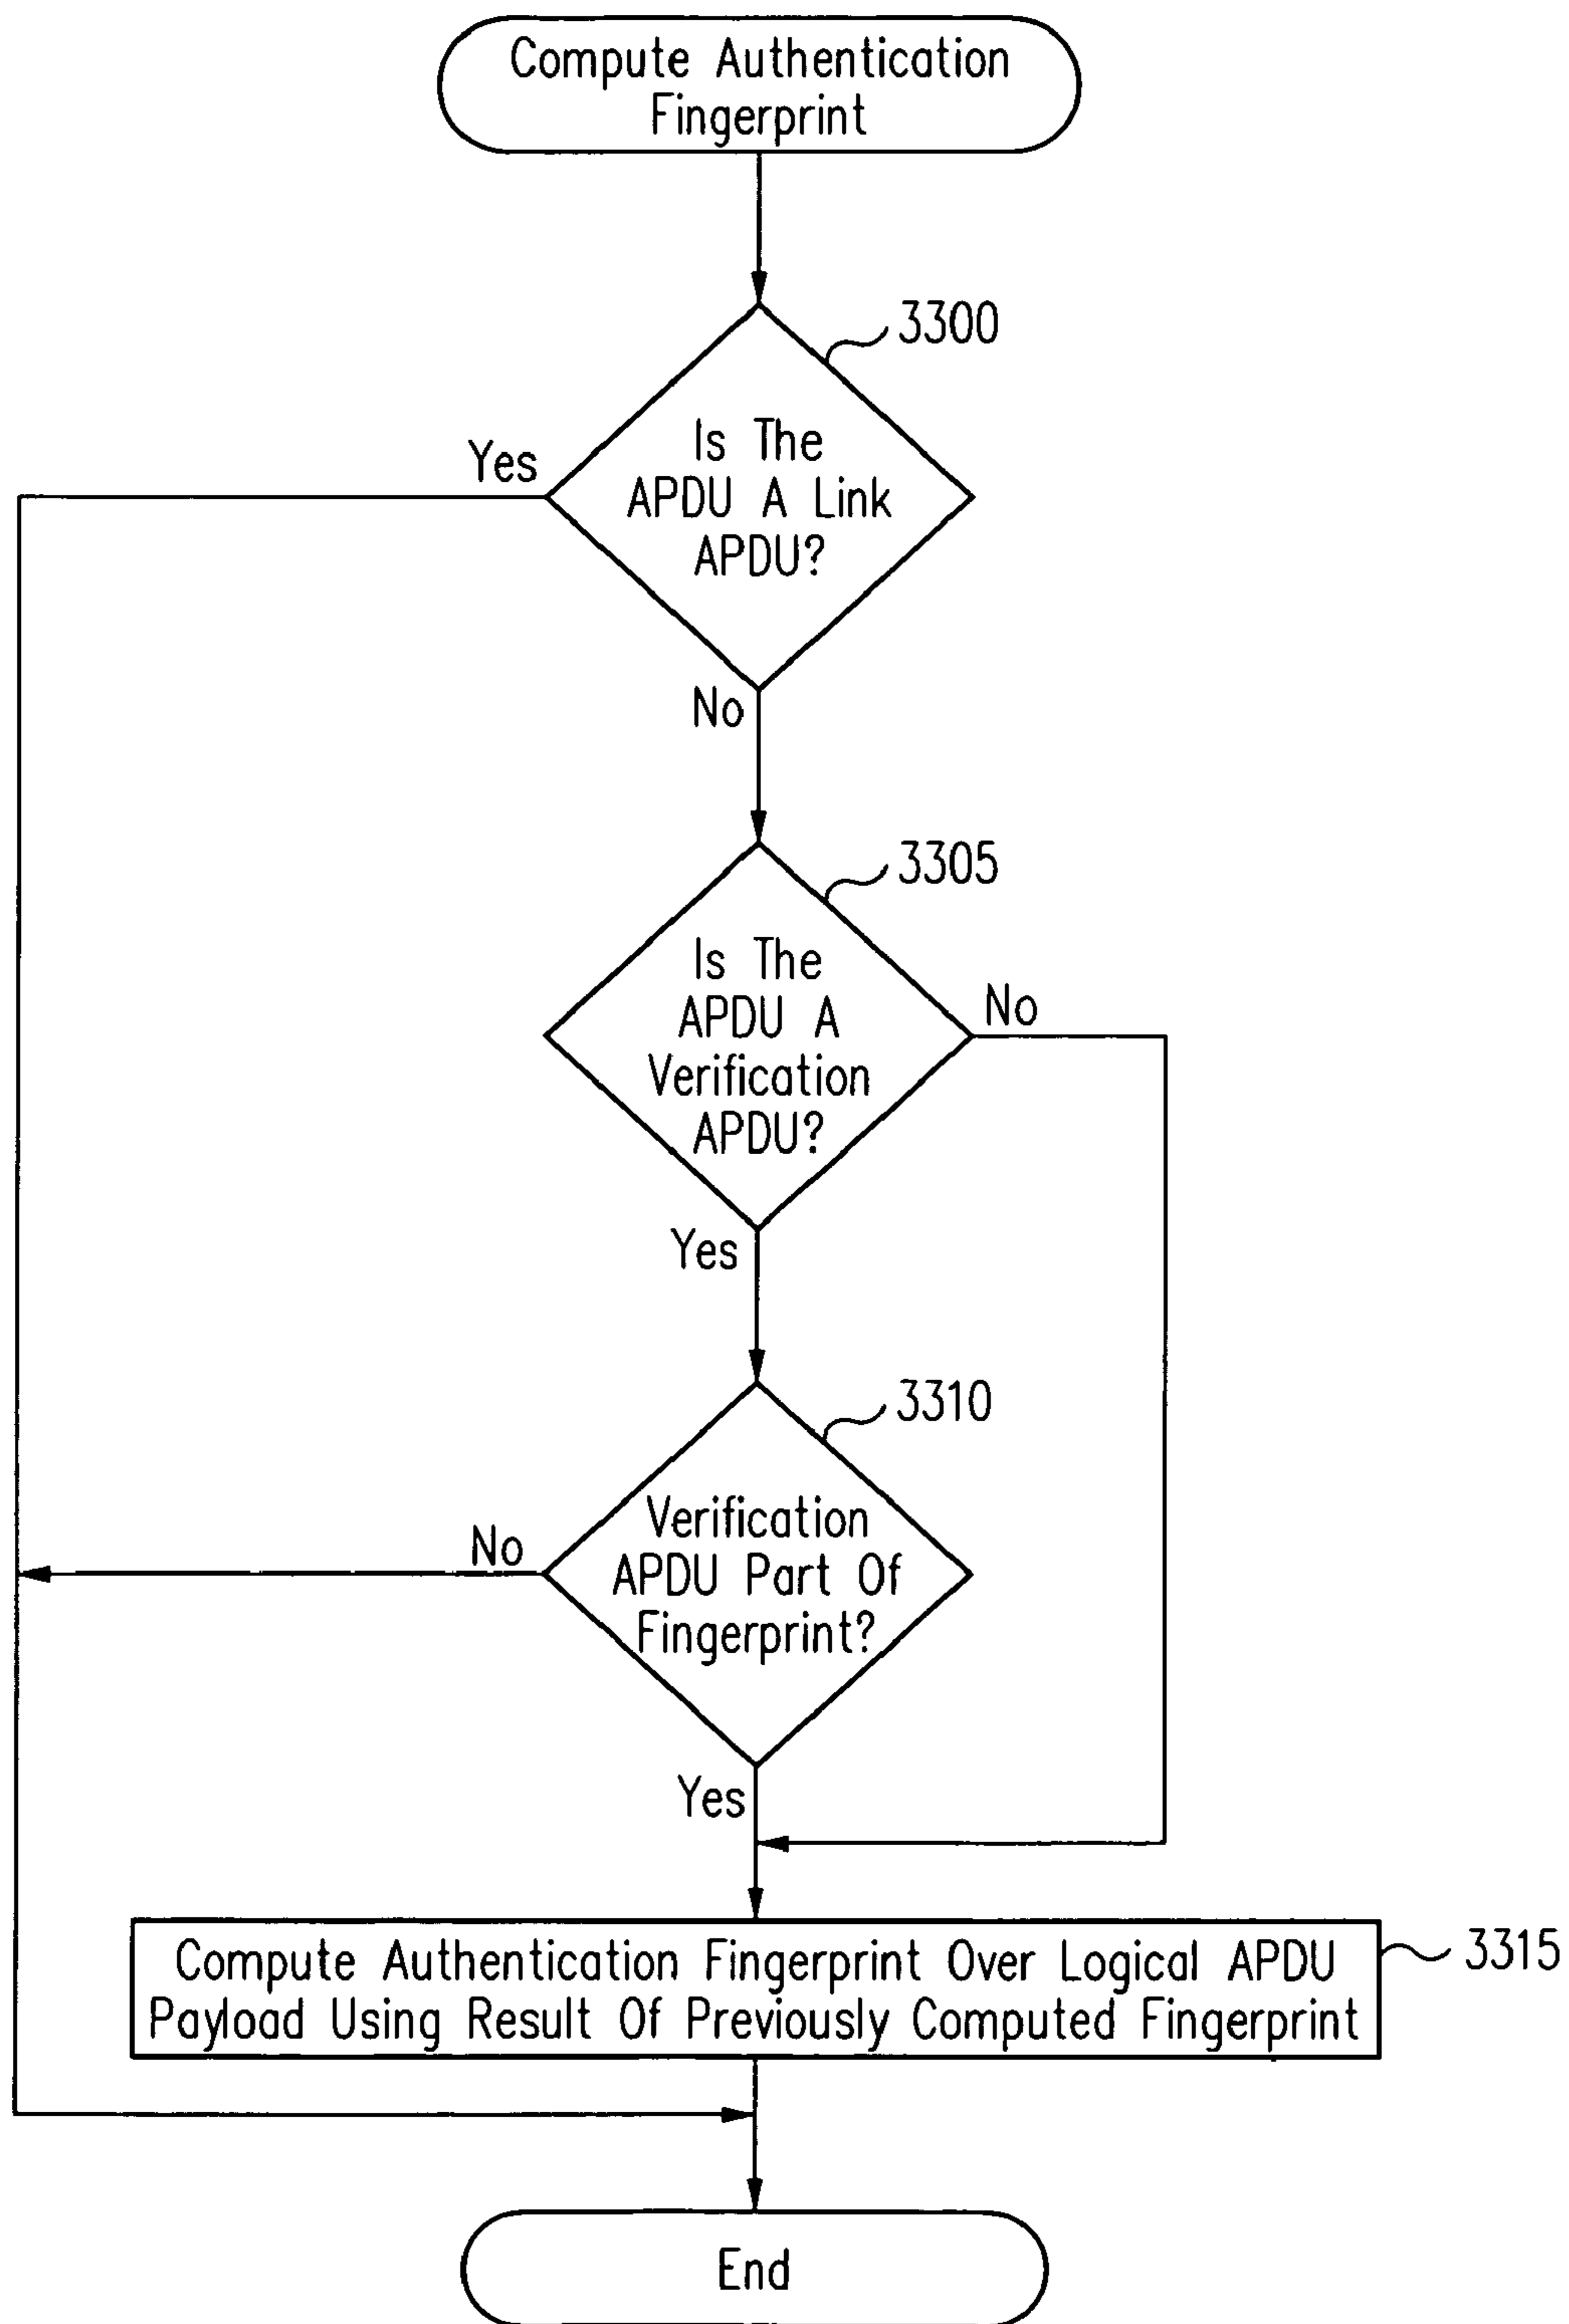 Compute Authentication
Fingerprint
3300
Is The
APDU A Link
APDU?
Yes
No
3305
Is The
APDU A
Verification
APDU?
No
Yes
3310
Verification
APDU Part Of
Fingerprint?
No
Yes
Compute Authentication Fingerprint Over Logical APDU
Payload Using Result Of Previously Computed Fingerprint
3315
End